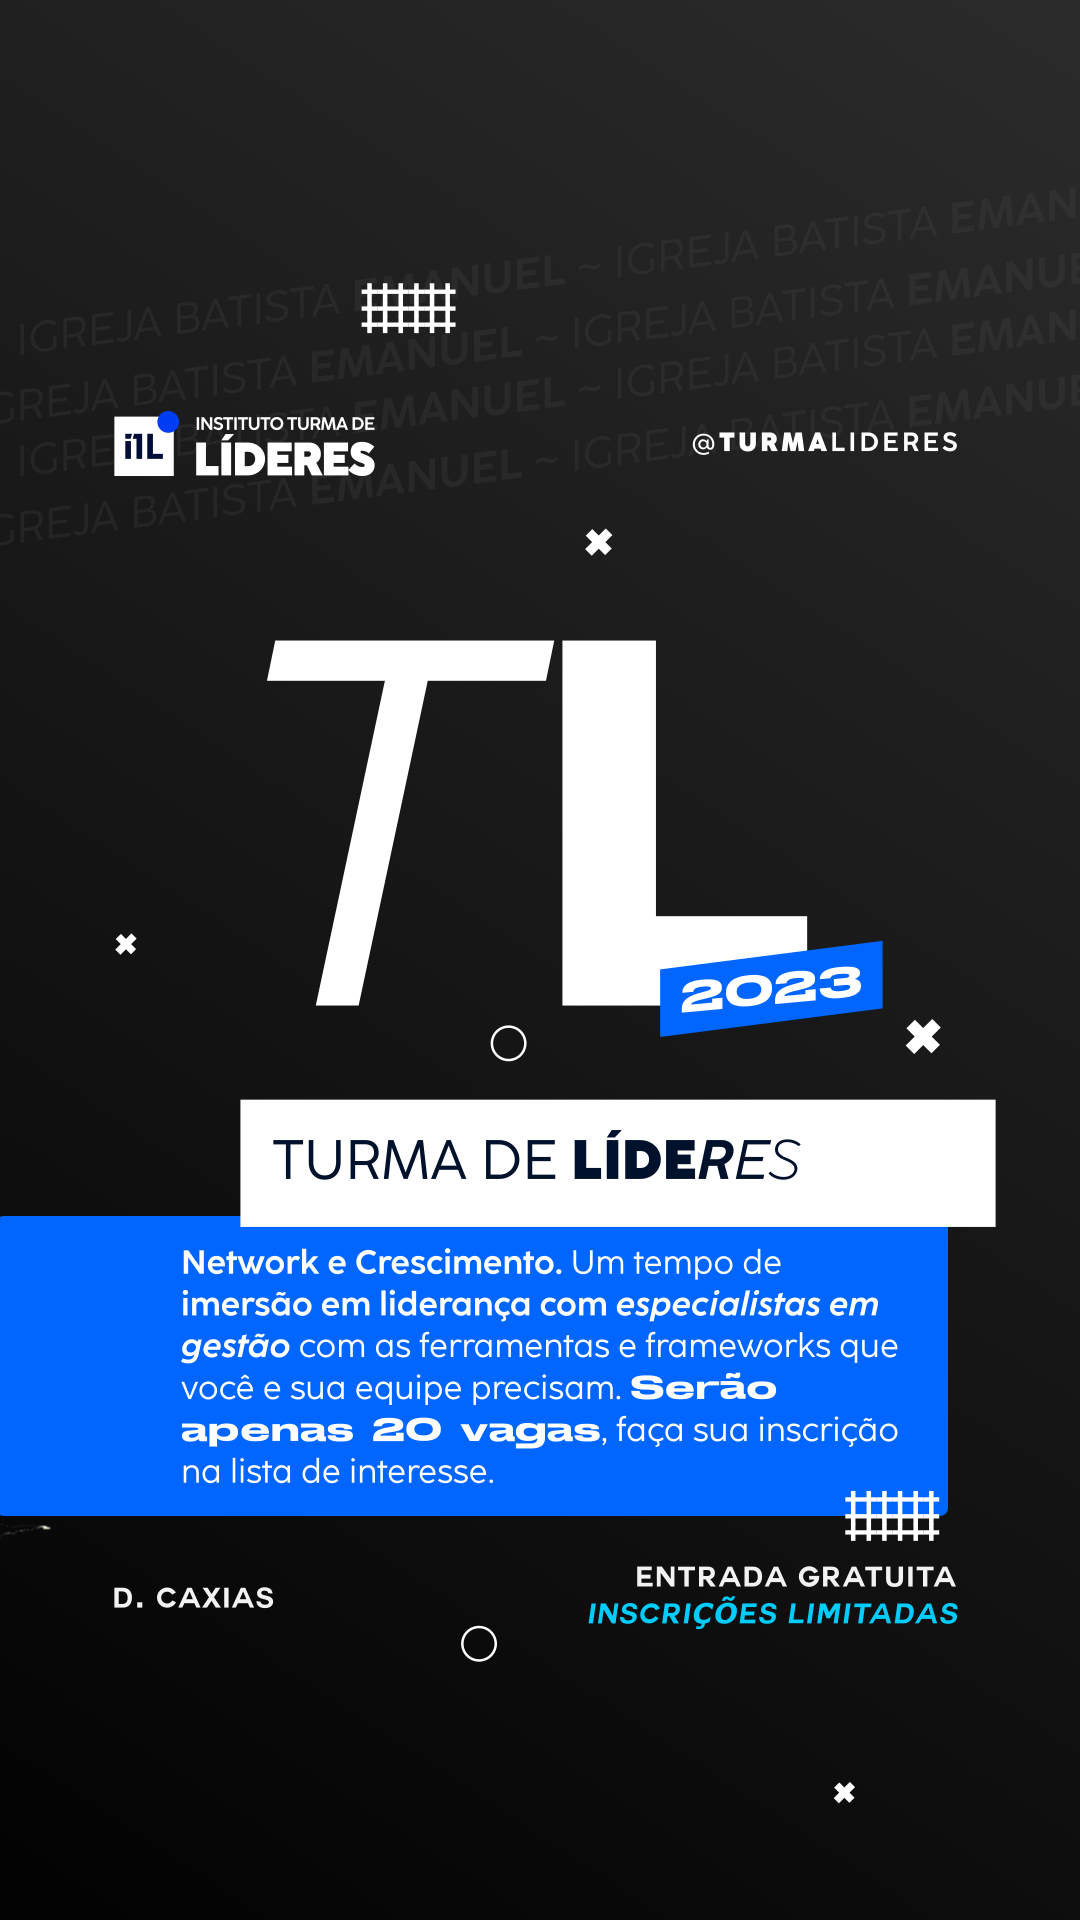 IGREJA BATISTA EMANUEL ~ IGREJA BATISTA EMAN
GREJA BATISTA EMANUEL ~ IGREJA BATISTA EMANUE
IGREJA BATISTA EMANUEL ~ IGREJA BATISTA EMAN
GREJA BATISTA EMANUEL ~ IGREJA BATISTA EMANUE
i1L
INSTITUTO TURMA DE
LÍDERES
@TURMALIDERES
TL
2023
TURMA DE LÍDERES
Network e Crescimento. Um tempo de
imersão em liderança com especialistas em
gestão com as ferramentas e frameworks que
você e sua equipe precisam. Serão
apenas 20 vagas, faça sua inscrição
na lista de interesse.
D. CAXIAS
ENTRADA GRATUITA
INSCRIÇÕES LIMITADAS